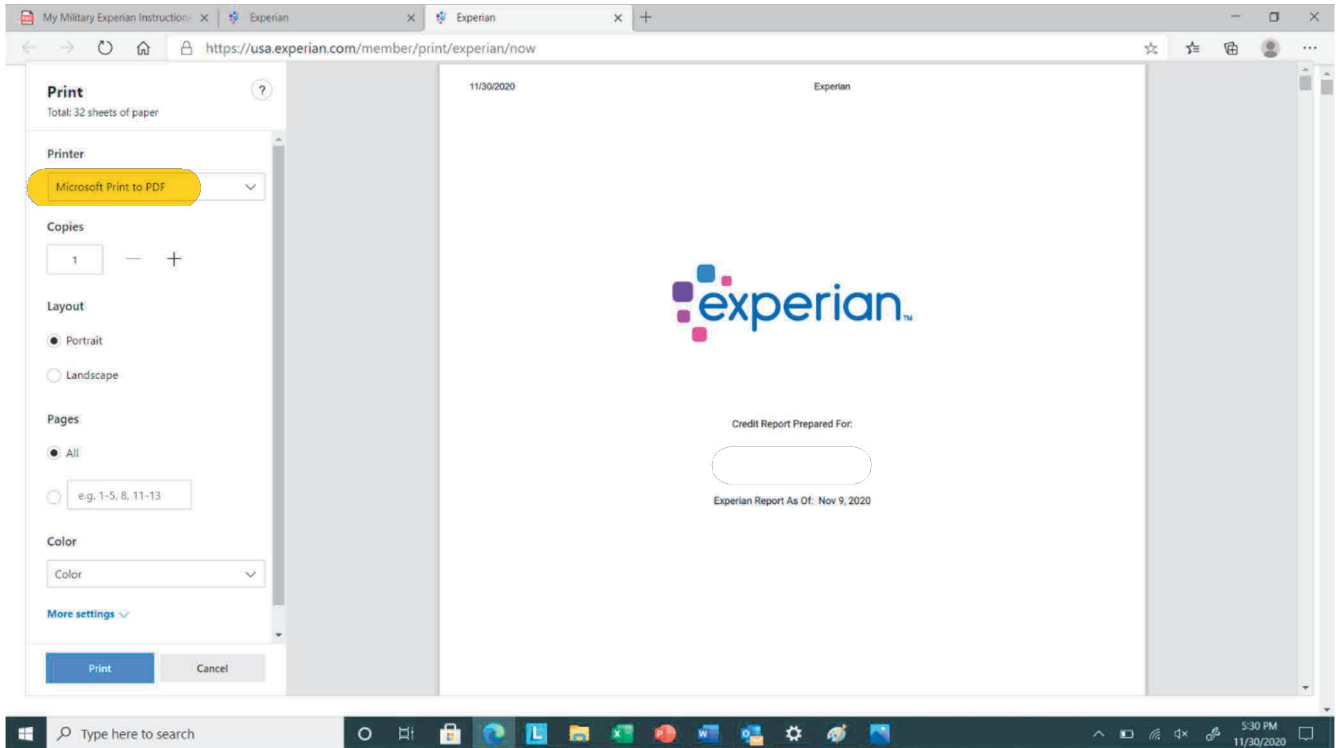 My Military Experian Instruction
Experian
Experian
https://usa.experian.com/member/print/experian/now
Print
?
Total: 32 sheets of paper
Printer
Microsoft Print to PDF
Copies
1
Layout
Portrait
Landscape
Pages
All
e.g. 1-5, 8, 11-13
Color
Color
More settings
Print
Cancel
11/30/2020
Experian
experian™
Credit Report Prepared For:
Experian Report As Of: Nov 9, 2020
Type here to search
5:30 PM
11/30/2020